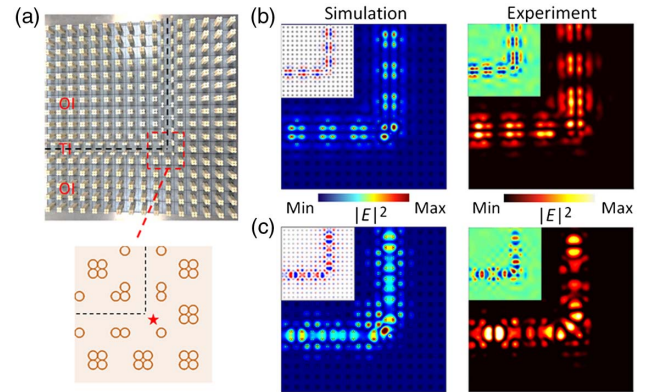 (a)
OI
TI
OI
(b)
Simulation
Experiment
Min
|E|²
Max
Min
|E|²
Max
(c)